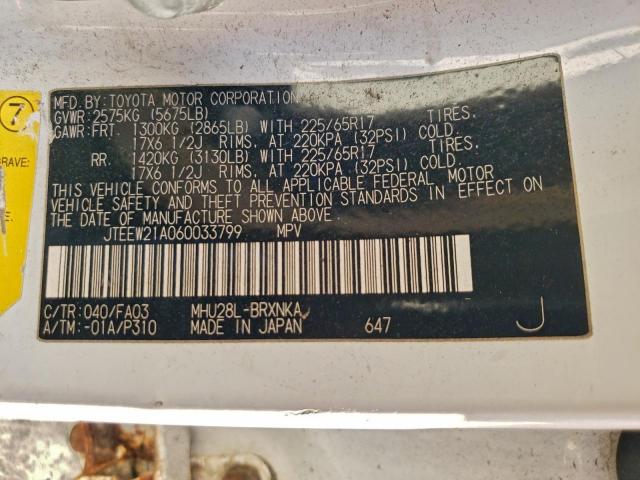 7
BRAVE:
MFD.BY:TOYOTA MOTOR CORPORATION
GVWR:2575KG (5675LB)
GAWR:FRT. 1300KG (2865LB) WITH 225/65R17 TIRES.
17X6 1/2J RIMS, AT 220KPA (32PSI) COLD.
RR. 1420KG (3130LB) WITH 225/65R17 TIRES.
17X6 1/2J RIMS, AT 220KPA (32PSI) COLD.
THIS VEHICLE CONFORMS TO ALL APPLICABLE FEDERAL MOTOR
VEHICLE SAFETY AND THEFT PREVENTION STANDARDS IN EFFECT ON
THE DATE OF MANUFACTURE SHOWN ABOVE.
JTEEW21A060033799 MPV
C/TR:040/FA03 MHU28L-BRXNKA
A/TM:-01A/P310 MADE IN JAPAN 647 J